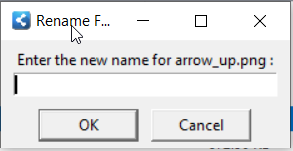 Rename F...
Enter the new name for arrow_up.png :
OK
Cancel